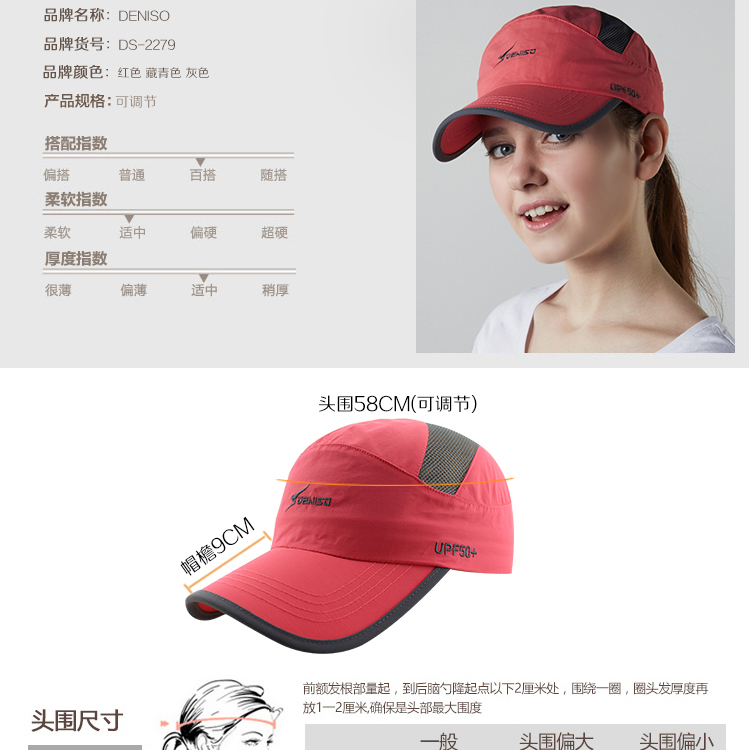 品牌名称：DENISO
品牌货号：DS-2279
品牌颜色：红色 藏青色 灰色
产品规格：可调节
搭配指数
偏搭 普通 百搭 随搭
柔软指数
柔软 适中 偏硬 超硬
厚度指数
很薄 偏薄 适中 稍厚
DENISO
UPF50+
头围58CM(可调节)
DENISO
UPF50+
帽檐9CM
前额发根部量起，到后脑勺隆起点以下2厘米处，围绕一圈，圈头发厚度再
放1—2厘米,确保是头部最大围度
头围尺寸
一般 头围偏大 头围偏小